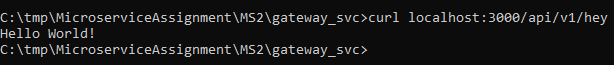 C:\tmp\MicroserviceAssignment\MS2\gateway_svc>curl localhost:3000/api/v1/hey
Hello World!
C:\tmp\MicroserviceAssignment\MS2\gateway_svc>